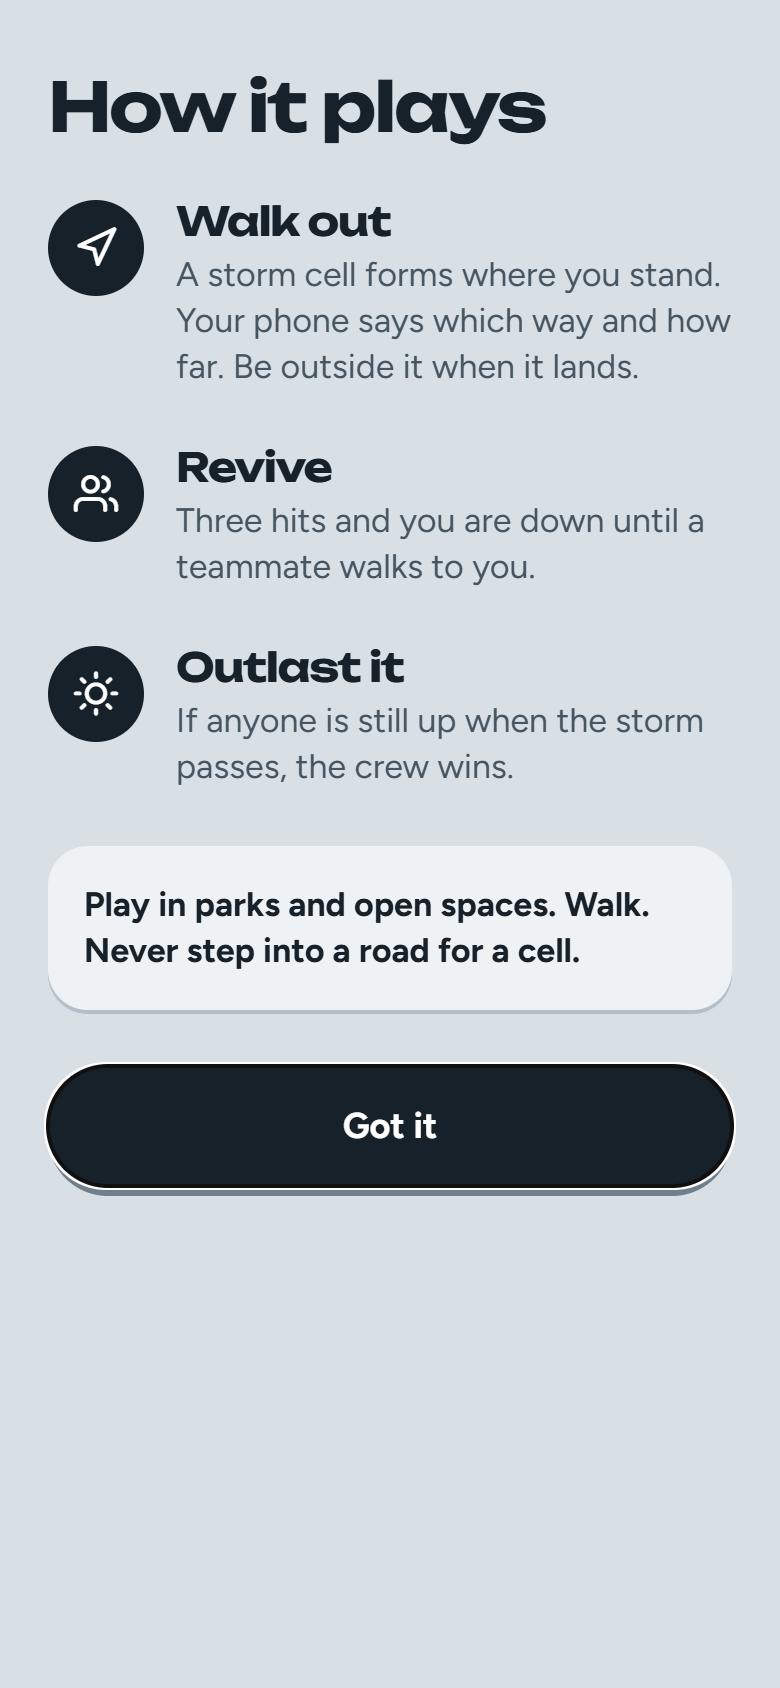 How it plays
Walk out
A storm cell forms where you stand.
Your phone says which way and how
far. Be outside it when it lands.
Revive
Three hits and you are down until a
teammate walks to you.
Outlast it
If anyone is still up when the storm
passes, the crew wins.
Play in parks and open spaces. Walk.
Never step into a road for a cell.
Got it